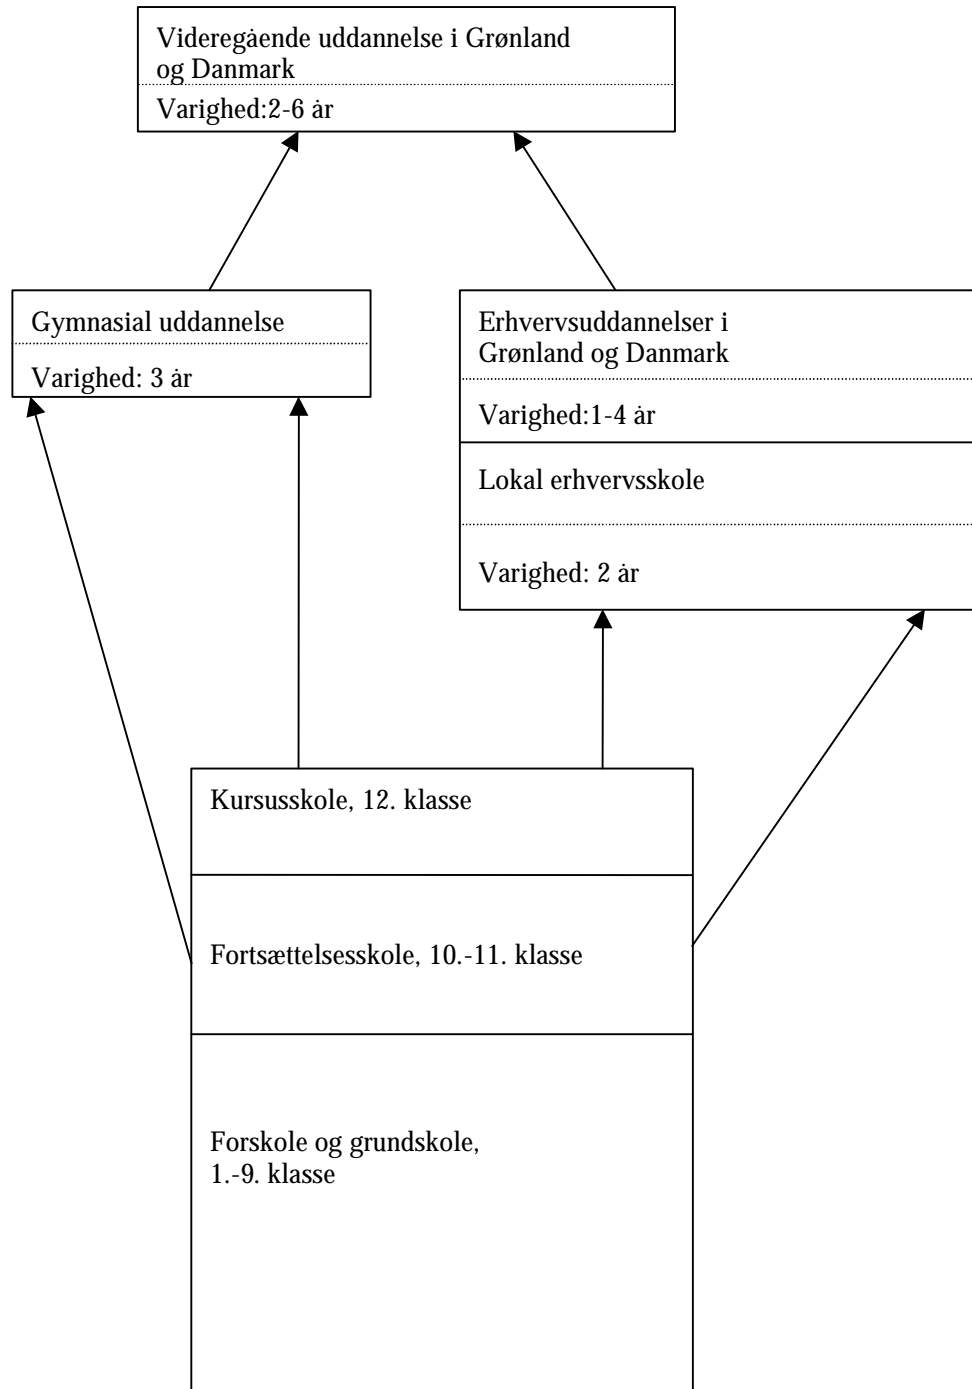 Videregående uddannelse i Grønland
og Danmark
Varighed:2-6 år
Gymnasial uddannelse
Varighed: 3 år
Erhvervsuddannelser i
Grønland og Danmark
Varighed:1-4 år
Lokal erhvervsskole
Varighed: 2 år
Kursusskole, 12. klasse
Fortsættelsesskole, 10.-11. klasse
Forskole og grundskole,
1.-9. klasse